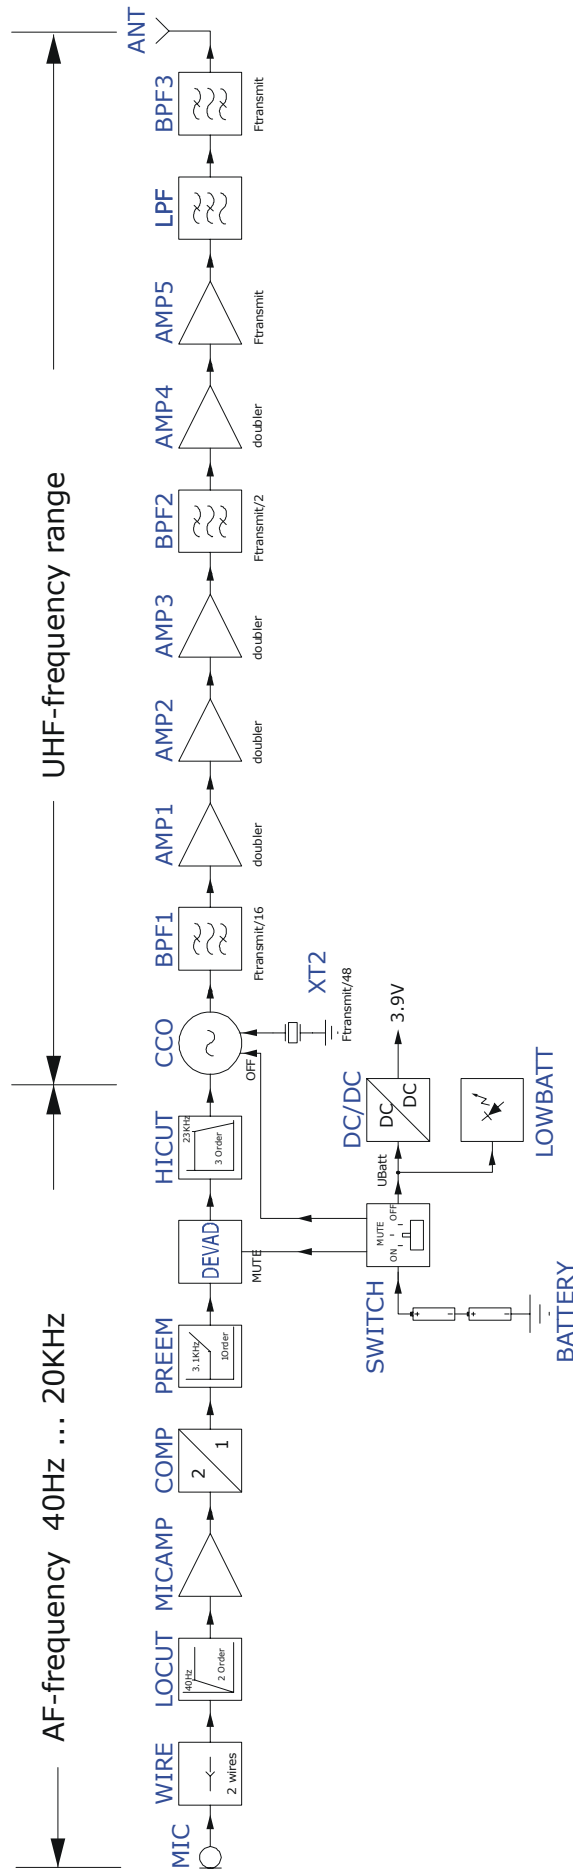 AF-frequency 40Hz ... 20KHz
UHF-frequency range
MIC
WIRE
2 wires
LOCUT
40Hz
2 Order
MICAMP
COMP
2
1
PREEM
3.1KHz
1Order
DEVAD
MUTE
HICUT
23KHz
3 Order
CCO
OFF
BPF1
Ftransmit/16
AMP1
doubler
AMP2
doubler
AMP3
doubler
BPF2
Ftransmit/2
AMP4
doubler
AMP5
Ftransmit
LPF
BPF3
Ftransmit
ANT
XT2
Ftransmit/48
SWITCH
ON
MUTE
OFF
UBatt
DC/DC
DC
DC
3.9V
LOWBATT
BATTERY
+
-
+
-